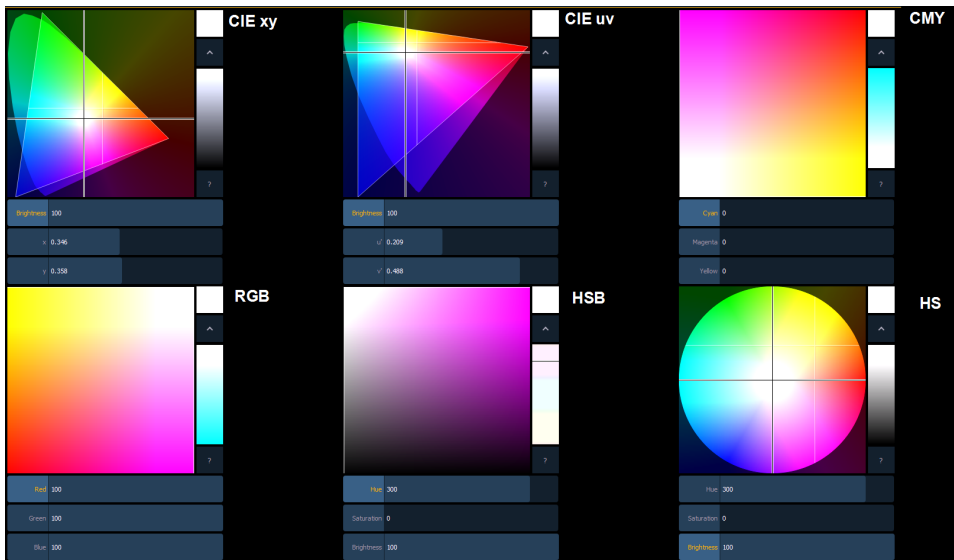 CIE xy
^
?
Brightness 100
x 0.346
y 0.358
CIE uv
^
?
Brightness 100
u' 0.209
v' 0.488
CMY
^
?
Cyan 0
Magenta 0
Yellow 0
RGB
^
?
Red 100
Green 100
Blue 100
HSB
^
?
Hue 300
Saturation 0
Brightness 100
HS
^
?
Hue 300
Saturation 0
Brightness 100